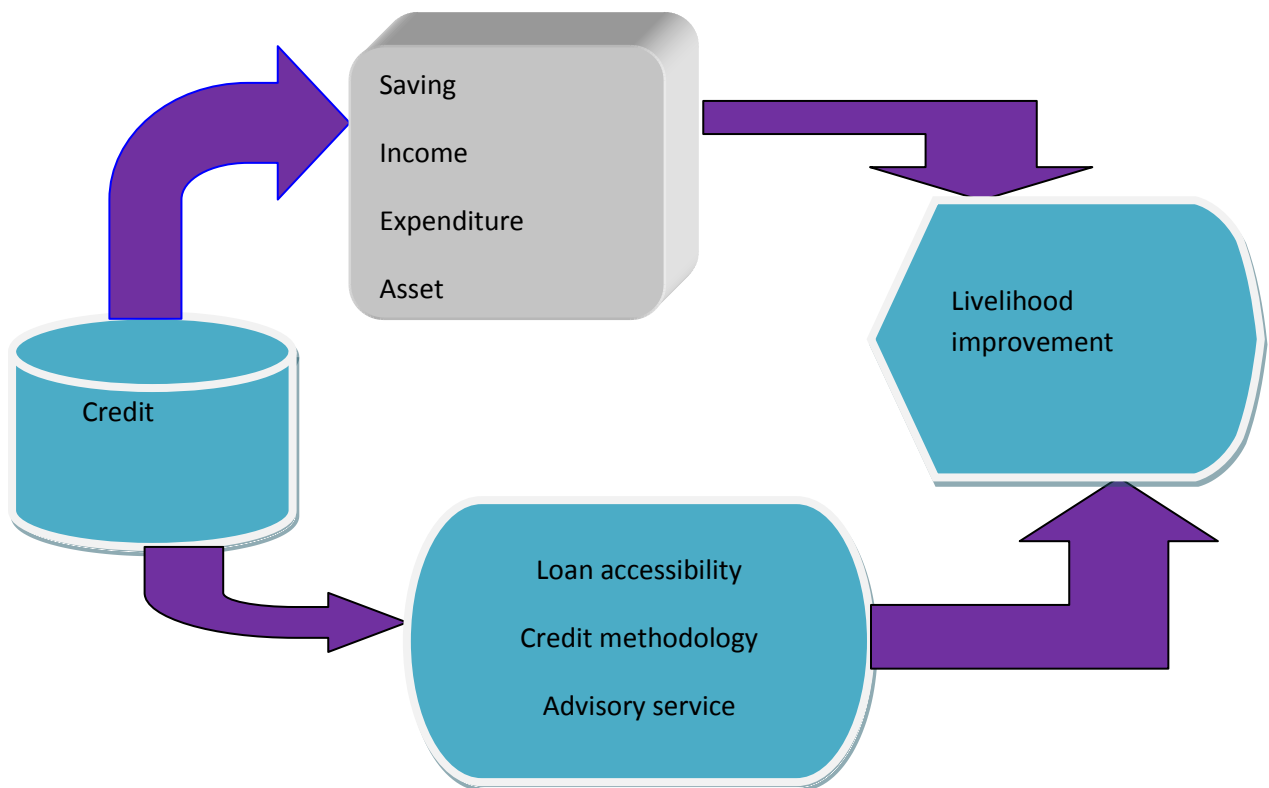 Saving
Income
Expenditure
Asset
Livelihood
improvement
Credit
Loan accessibility
Credit methodology
Advisory service